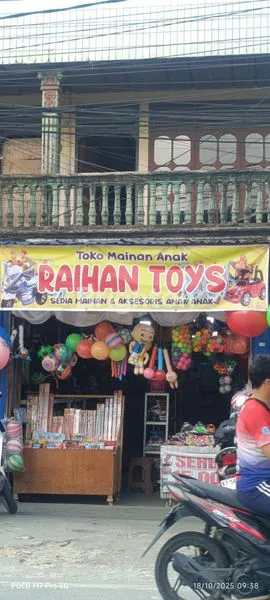 Toko Mainan Anak
RAIHAN TOYS
SEDIA MAINAN & AKSESORIS ANAK ANAK
SERBA
POCO M7 Pro 5G
18/10/2025 09:38